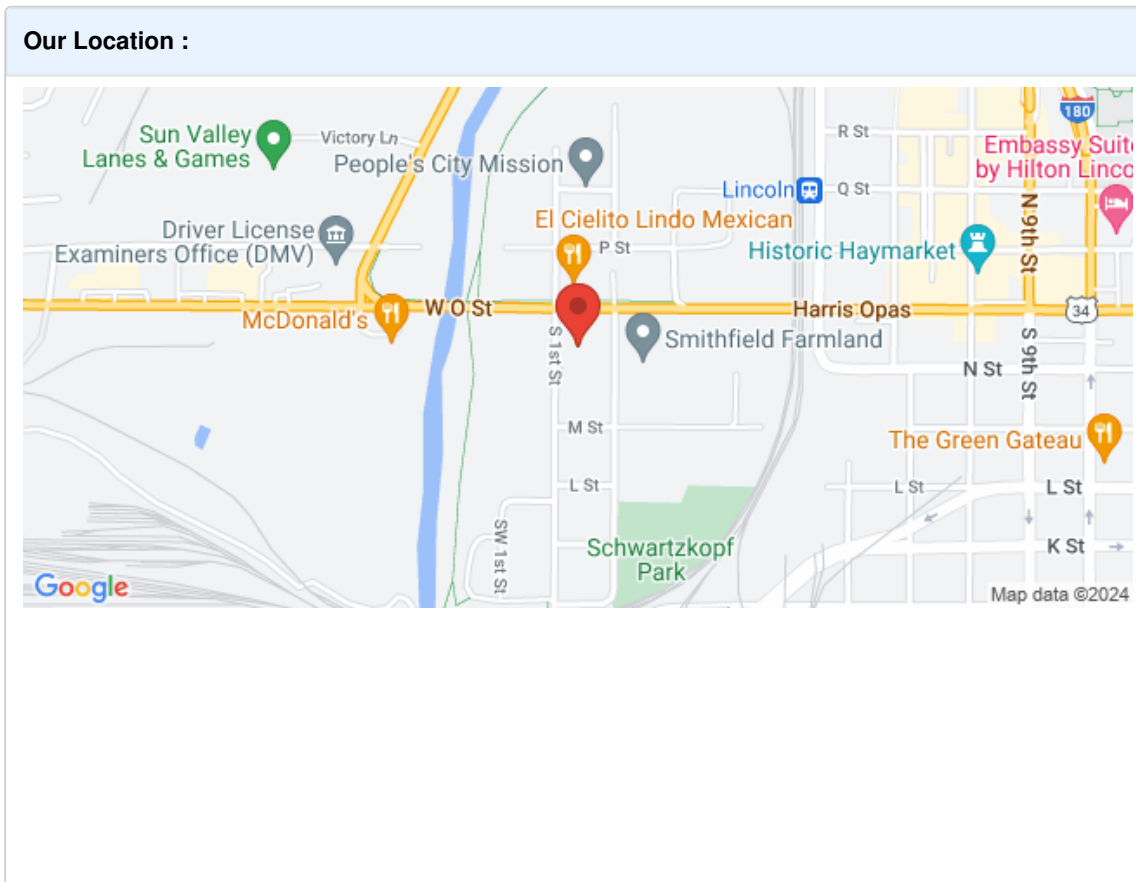 Our Location :
Sun Valley
Lanes & Games
Victory Ln
People's City Mission
R St
180
Embassy Suit
by Hilton Linco
Lincoln
Q St
El Cielito Lindo Mexican
Driver License
Examiners Office (DMV)
P St
Historic Haymarket
N 9th St
McDonald's
W O St
Harris Opas
34
S 1st St
Smithfield Farmland
S 9th St
N St
M St
The Green Gateau
L St
L St
L St
SW 1st St
Schwartzkopf
Park
K St
Google
Map data ©2024